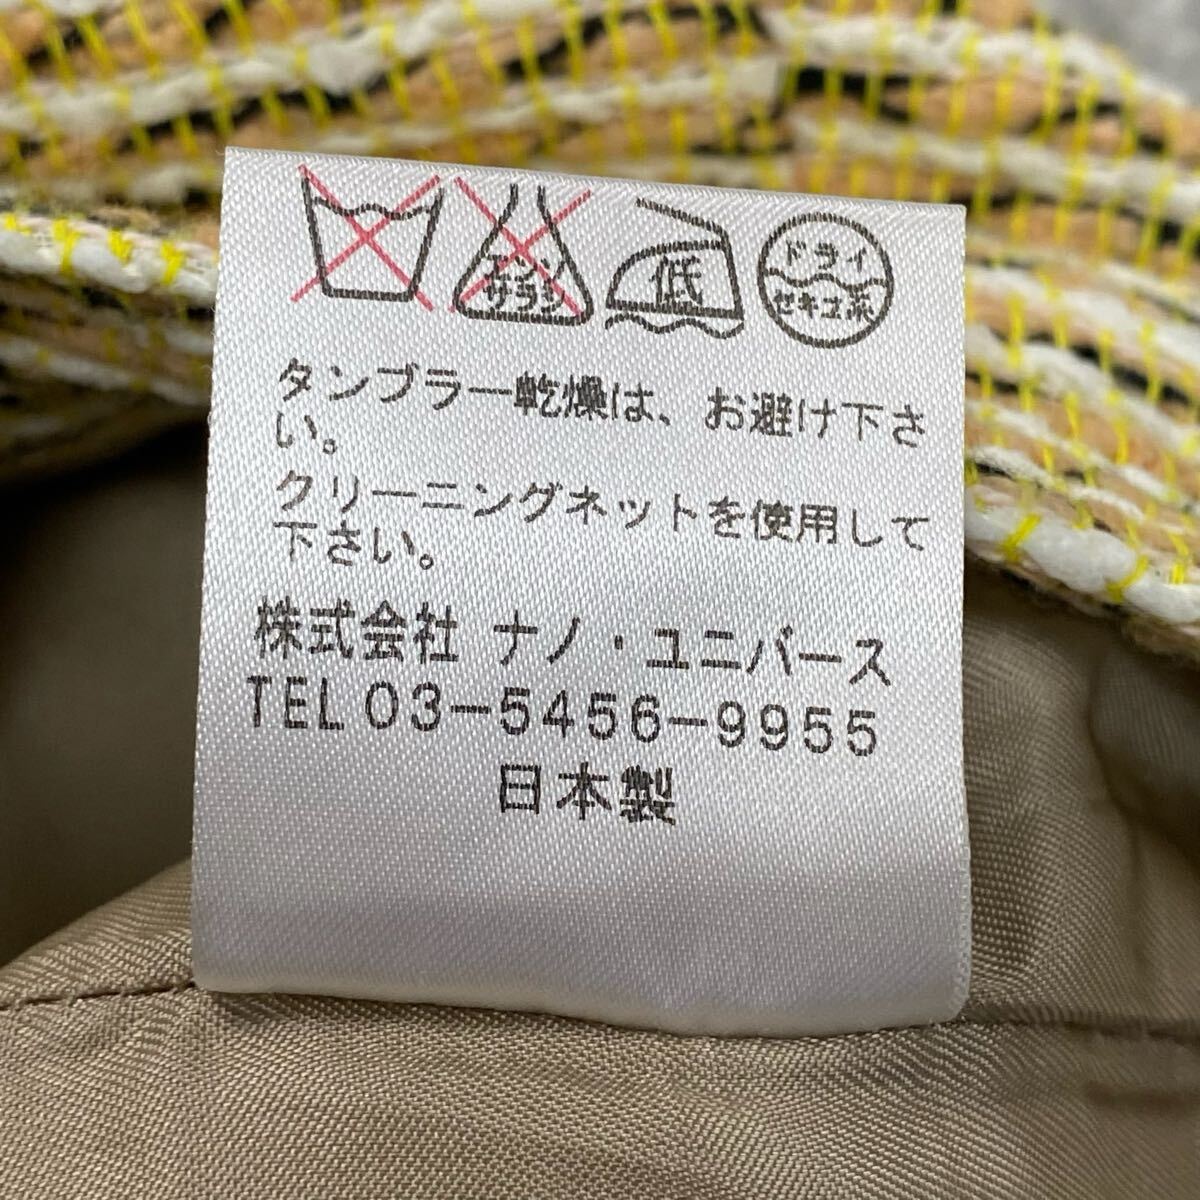 エンソ
サラシ
低
ドライ
セキユ系
タンブラー乾燥は、お避け下さ
い。
クリーニングネットを使用して
下さい。
株式会社 ナノ・ユニバース
TEL 03-5456-9955
日本製